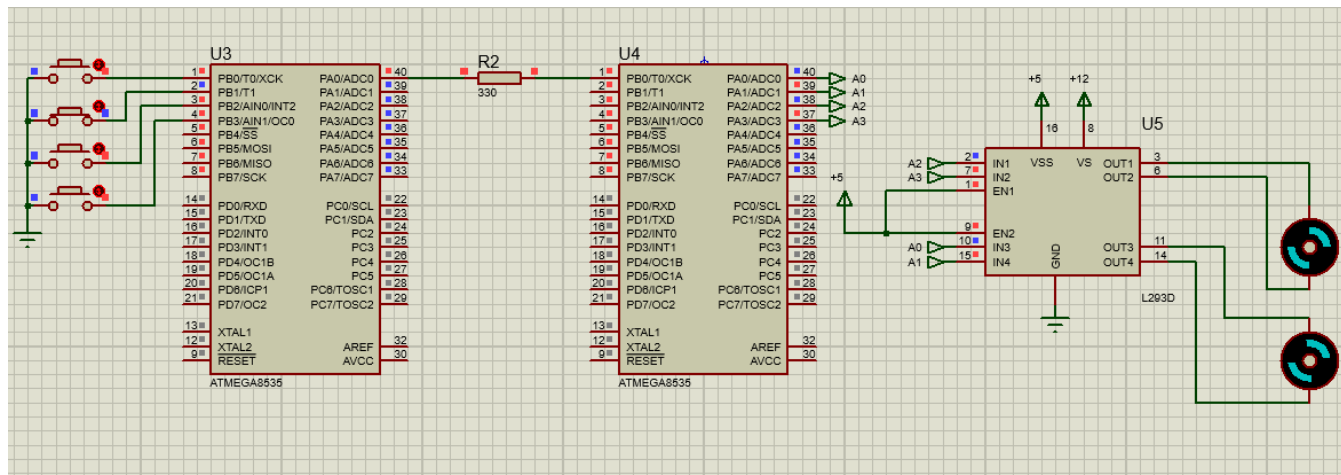 U3
1 PB0/T0/XCK PA0/ADC0 40
2 PB1/T1 PA1/ADC1 39
3 PB2/AIN0/INT2 PA2/ADC2 38
4 PB3/AIN1/OC0 PA3/ADC3 37
5 PB4/SS PA4/ADC4 36
6 PB5/MOSI PA5/ADC5 35
7 PB6/MISO PA6/ADC6 34
8 PB7/SCK PA7/ADC7 33
14 PD0/RXD PC0/SCL 22
15 PD1/TXD PC1/SDA 23
16 PD2/INT0 PC2 24
17 PD3/INT1 PC3 25
18 PD4/OC1B PC4 26
19 PD5/OC1A PC5 27
20 PD6/ICP1 PC6/TOSC1 28
21 PD7/OC2 PC7/TOSC2 29
13 XTAL1
12 XTAL2 AREF 32
9 RESET AVCC 30
ATMEGA8535
R2
330
U4
1 PB0/T0/XCK PA0/ADC0 40 A0
2 PB1/T1 PA1/ADC1 39 A1
3 PB2/AIN0/INT2 PA2/ADC2 38 A2
4 PB3/AIN1/OC0 PA3/ADC3 37 A3
5 PB4/SS PA4/ADC4 36
6 PB5/MOSI PA5/ADC5 35
7 PB6/MISO PA6/ADC6 34
8 PB7/SCK PA7/ADC7 33
14 PD0/RXD PC0/SCL 22
15 PD1/TXD PC1/SDA 23
16 PD2/INT0 PC2 24
17 PD3/INT1 PC3 25
18 PD4/OC1B PC4 26
19 PD5/OC1A PC5 27
20 PD6/ICP1 PC6/TOSC1 28
21 PD7/OC2 PC7/TOSC2 29
13 XTAL1
12 XTAL2 AREF 32
9 RESET AVCC 30
ATMEGA8535
+5 +12
16 8 U5
VSS VS
A2 2 IN1 OUT1 3
A3 7 IN2 OUT2 6
1 EN1
+5
9 EN2
A0 10 IN3 OUT3 11
A1 15 IN4 OUT4 14
GND
L293D